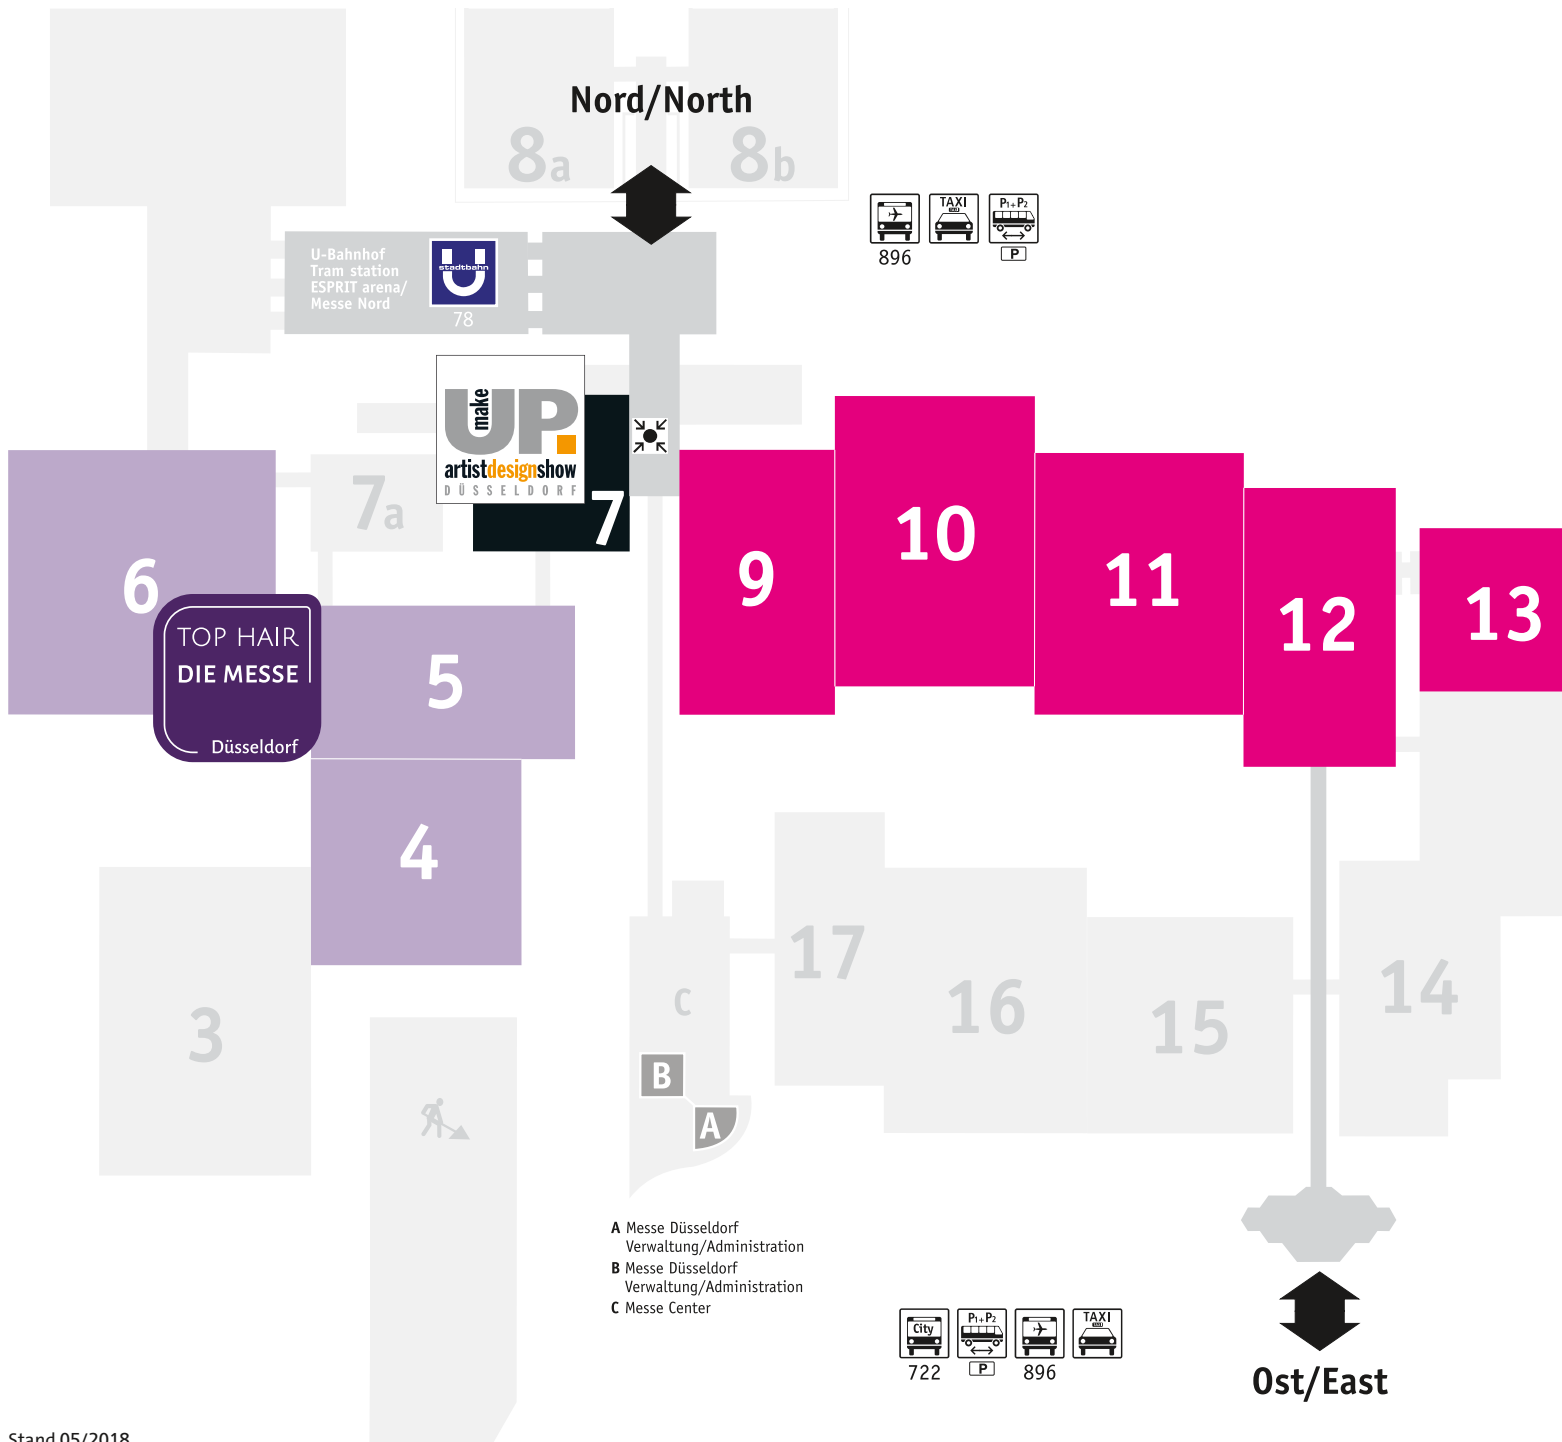 Nord/North
8a
8b
TAXI
TAXI
P1+P2
896
P
U-Bahnhof
Tram station
ESPRIT arena/
Messe Nord
U
stadtbahn
78
make
UP.
artistdesignshow
DÜSSELDORF
7
7a
6
TOP HAIR
DIE MESSE
Düsseldorf
5
4
3
9
10
11
12
13
14
15
16
17
C
B
A
A Messe Düsseldorf
Verwaltung/Administration
B Messe Düsseldorf
Verwaltung/Administration
C Messe Center
City
P1+P2
TAXI
TAXI
722
P
896
Ost/East
Stand 05/2018